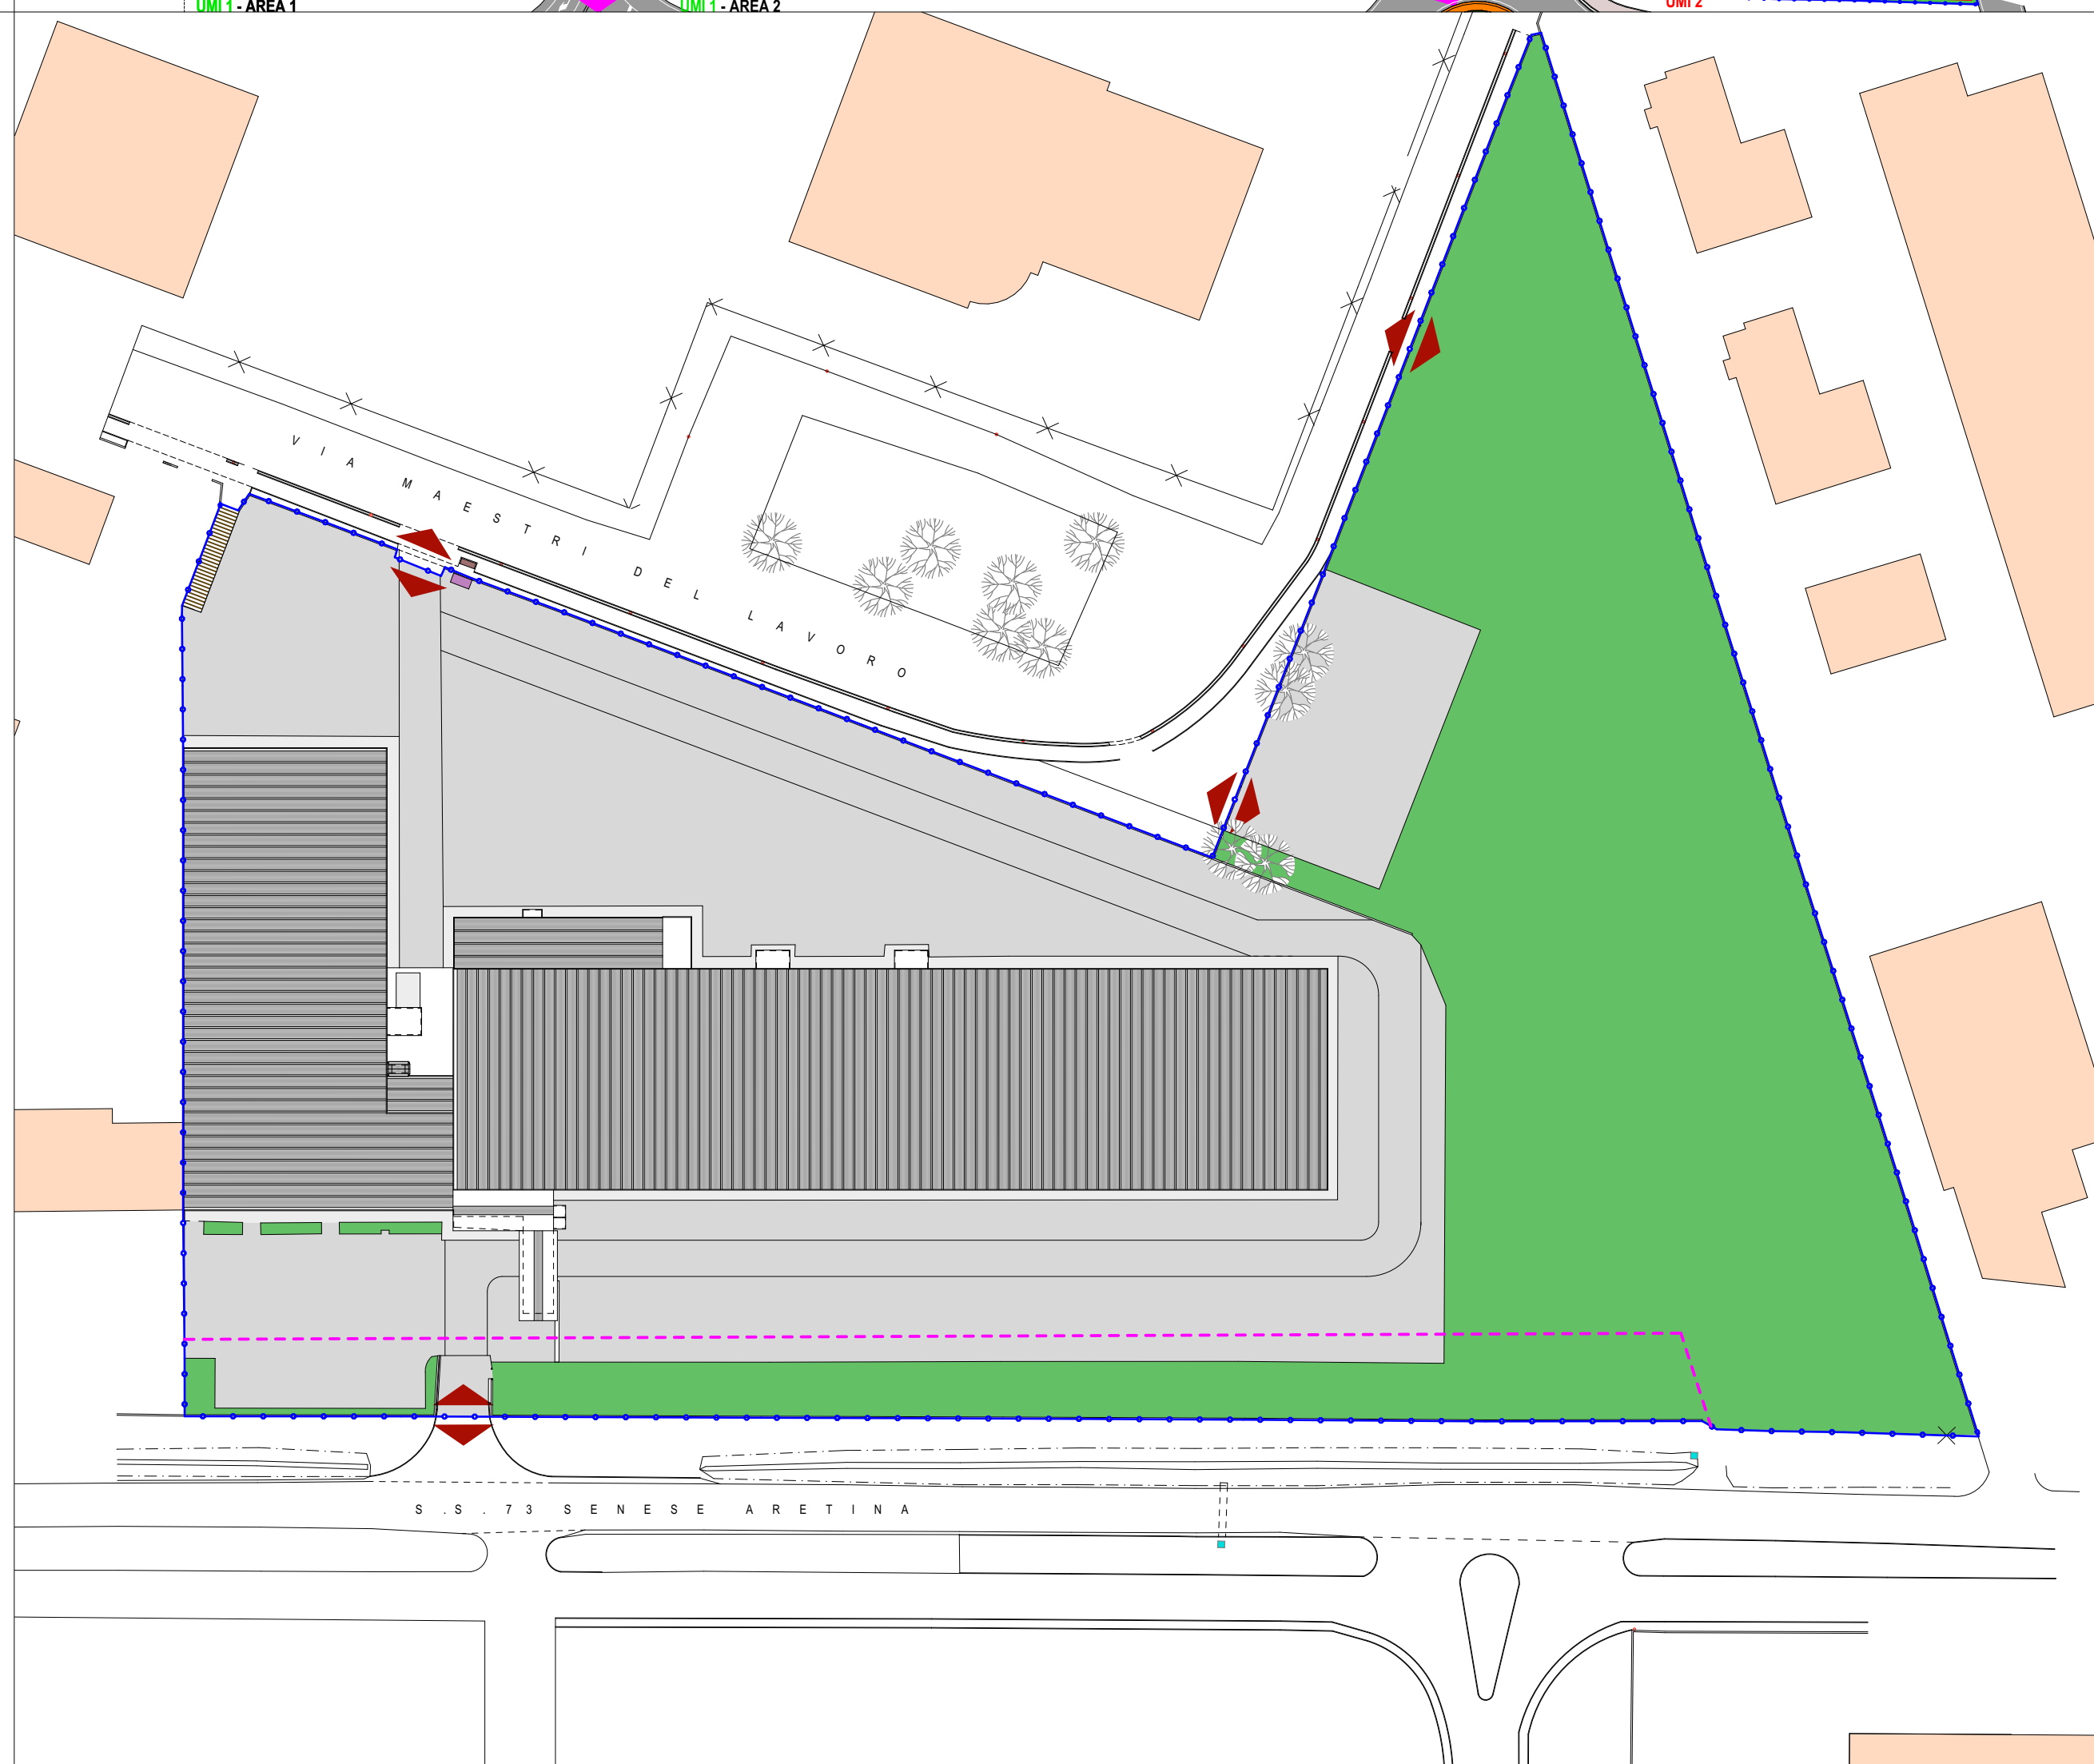 UMI 1 - AREA 1
UMI 1 - AREA 2
UMI 2
VIA MAESTRI DEL LAVORO
S.S.73 SENESE ARETINA